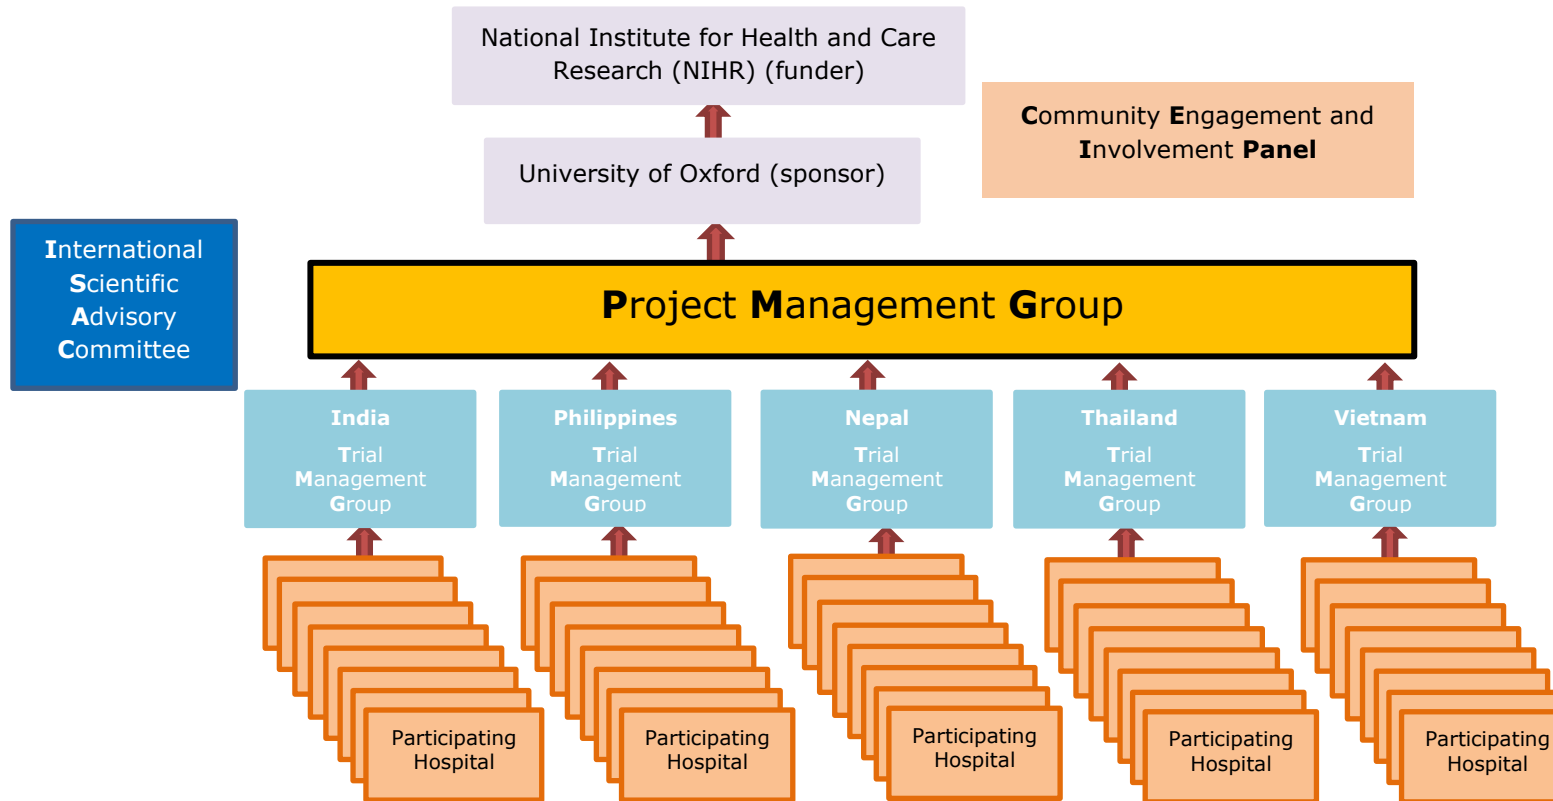 National Institute for Health and Care
Research (NIHR) (funder)
Community Engagement and
Involvement Panel
University of Oxford (sponsor)
International
Scientific
Advisory
Committee
Project Management Group
India
Trial
Management
Group
Philippines
Trial
Management
Group
Nepal
Trial
Management
Group
Thailand
Trial
Management
Group
Vietnam
Trial
Management
Group
Participating
Hospital
Participating
Hospital
Participating
Hospital
Participating
Hospital
Participating
Hospital